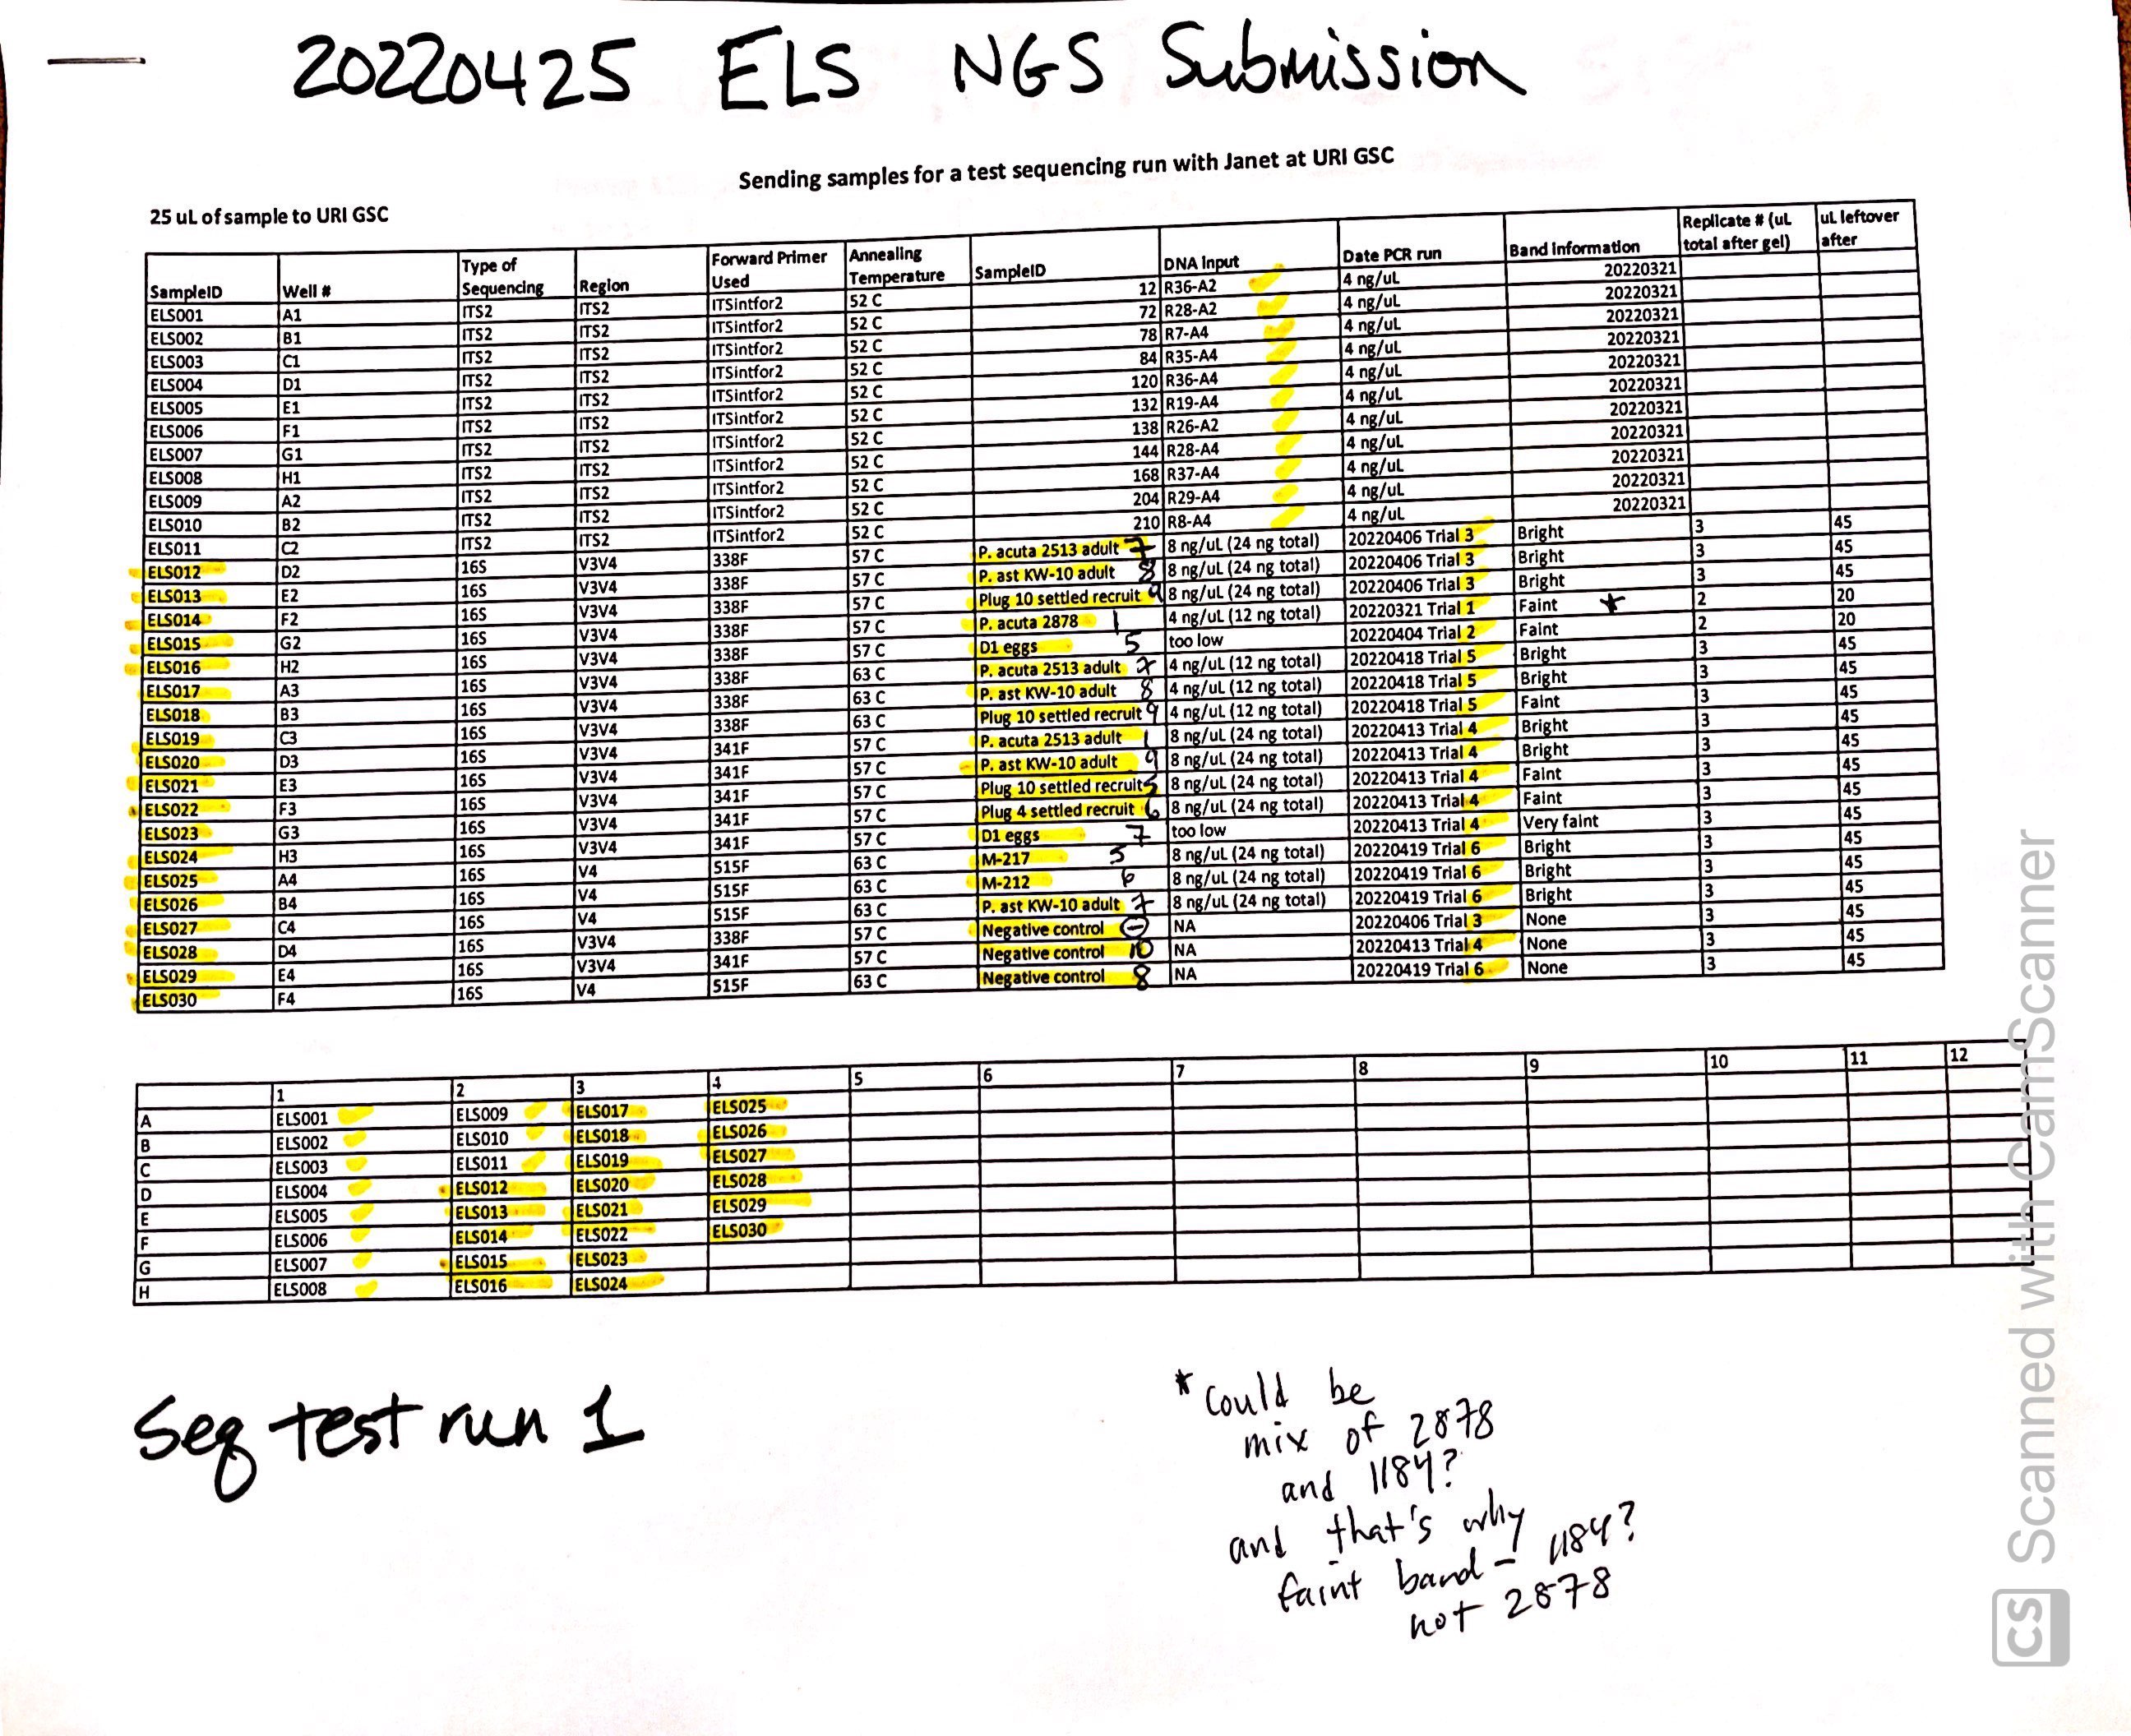 20220425 ELS NGS Submission
Sending samples for a test sequencing run with Janet at URI GSC
25 uL of sample to URI GSC
SampleID Well # Type of Sequencing Region Forward Primer Used Annealing Temperature SampleID DNA Input Date PCR run Band Information Replicate # (uL total after gel) uL leftover after
ELS001 A1 ITS2 ITS2 ITSintfor2 52 C 12 R36-A2 4 ng/uL 20220321
ELS002 B1 ITS2 ITS2 ITSintfor2 52 C 72 R28-A2 4 ng/uL 20220321
ELS003 C1 ITS2 ITS2 ITSintfor2 52 C 78 R7-A4 4 ng/uL 20220321
ELS004 D1 ITS2 ITS2 ITSintfor2 52 C 84 R35-A4 4 ng/uL 20220321
ELS005 E1 ITS2 ITS2 ITSintfor2 52 C 120 R36-A4 4 ng/uL 20220321
ELS006 F1 ITS2 ITS2 ITSintfor2 52 C 132 R19-A4 4 ng/uL 20220321
ELS007 G1 ITS2 ITS2 ITSintfor2 52 C 138 R26-A2 4 ng/uL 20220321
ELS008 H1 ITS2 ITS2 ITSintfor2 52 C 144 R28-A4 4 ng/uL 20220321
ELS009 A2 ITS2 ITS2 ITSintfor2 52 C 168 R37-A4 4 ng/uL 20220321
ELS010 B2 ITS2 ITS2 ITSintfor2 52 C 204 R29-A4 4 ng/uL 20220321
ELS011 C2 ITS2 ITS2 ITSintfor2 52 C 210 R8-A4 4 ng/uL 20220321
ELS012 D2 16S V3V4 338F 57 C P. acuta 2513 adult 7 8 ng/uL (24 ng total) 20220406 Trial 3 Bright 3 45
ELS013 E2 16S V3V4 338F 57 C P. ast KW-10 adult 8 8 ng/uL (24 ng total) 20220406 Trial 3 Bright 3 45
ELS014 F2 16S V3V4 338F 57 C Plug 10 settled recruit 9 8 ng/uL (24 ng total) 20220406 Trial 3 Bright 3 45
ELS015 G2 16S V3V4 338F 57 C P. acuta 2878 1 4 ng/uL (12 ng total) 20220321 Trial 1 Faint * 2 20
ELS016 H2 16S V3V4 338F 57 C D1 eggs 5 too low 20220404 Trial 2 Faint 2 20
ELS017 A3 16S V3V4 338F 63 C P. acuta 2513 adult 7 4 ng/uL (12 ng total) 20220418 Trial 5 Bright 3 45
ELS018 B3 16S V3V4 338F 63 C P. ast KW-10 adult 8 4 ng/uL (12 ng total) 20220418 Trial 5 Bright 3 45
ELS019 C3 16S V3V4 338F 63 C Plug 10 settled recruit 9 4 ng/uL (12 ng total) 20220418 Trial 5 Faint 3 45
ELS020 D3 16S V3V4 341F 57 C P. acuta 2513 adult 1 8 ng/uL (24 ng total) 20220413 Trial 4 Bright 3 45
ELS021 E3 16S V3V4 341F 57 C P. ast KW-10 adult 9 8 ng/uL (24 ng total) 20220413 Trial 4 Bright 3 45
ELS022 F3 16S V3V4 341F 57 C Plug 10 settled recruit 5 8 ng/uL (24 ng total) 20220413 Trial 4 Faint 3 45
ELS023 G3 16S V3V4 341F 57 C Plug 4 settled recruit 6 8 ng/uL (24 ng total) 20220413 Trial 4 Faint 3 45
ELS024 H3 16S V3V4 341F 57 C D1 eggs 7 too low 20220413 Trial 4 Very faint 3 45
ELS025 A4 16S V4 515F 63 C M-217 5 8 ng/uL (24 ng total) 20220419 Trial 6 Bright 3 45
ELS026 B4 16S V4 515F 63 C M-212 6 8 ng/uL (24 ng total) 20220419 Trial 6 Bright 3 45
ELS027 C4 16S V4 515F 63 C P. ast KW-10 adult 7 8 ng/uL (24 ng total) 20220419 Trial 6 Bright 3 45
ELS028 D4 16S V3V4 338F 57 C Negative control - NA 20220406 Trial 3 None 3 45
ELS029 E4 16S V3V4 341F 57 C Negative control 10 NA 20220413 Trial 4 None 3 45
ELS030 F4 16S V4 515F 63 C Negative control 8 NA 20220419 Trial 6 None 3 45
1 2 3 4 5 6 7 8 9 10 11 12
A ELS001 ELS009 ELS017 ELS025
B ELS002 ELS010 ELS018 ELS026
C ELS003 ELS011 ELS019 ELS027
D ELS004 ELS012 ELS020 ELS028
E ELS005 ELS013 ELS021 ELS029
F ELS006 ELS014 ELS022 ELS030
G ELS007 ELS015 ELS023
H ELS008 ELS016 ELS024
Seq test run 1
* Could be
mix of 2878
and 1184?
and that's why
faint band - 1184?
not 2878
CS Scanned with CamScanner